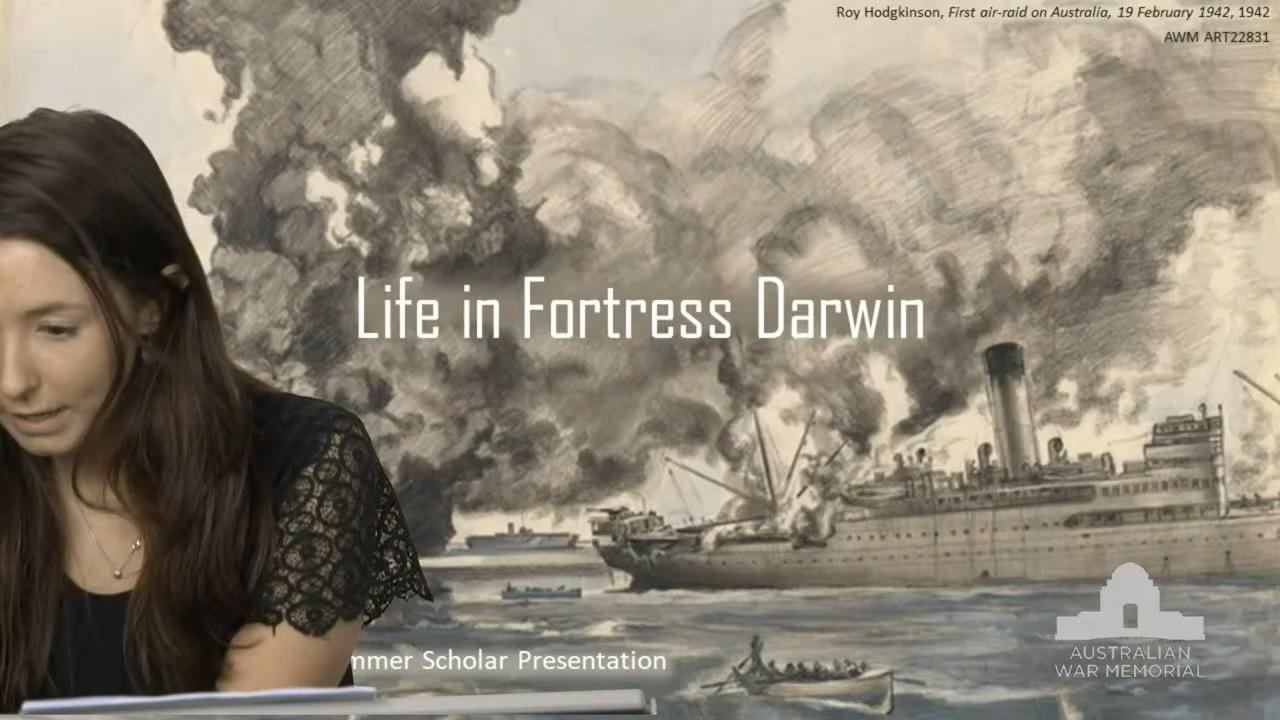 Roy Hodgkinson, First air-raid on Australia, 19 February 1942, 1942
AWM ART22831
Life in Fortress Darwin
mmer Scholar Presentation
AUSTRALIAN
WAR MEMORIAL